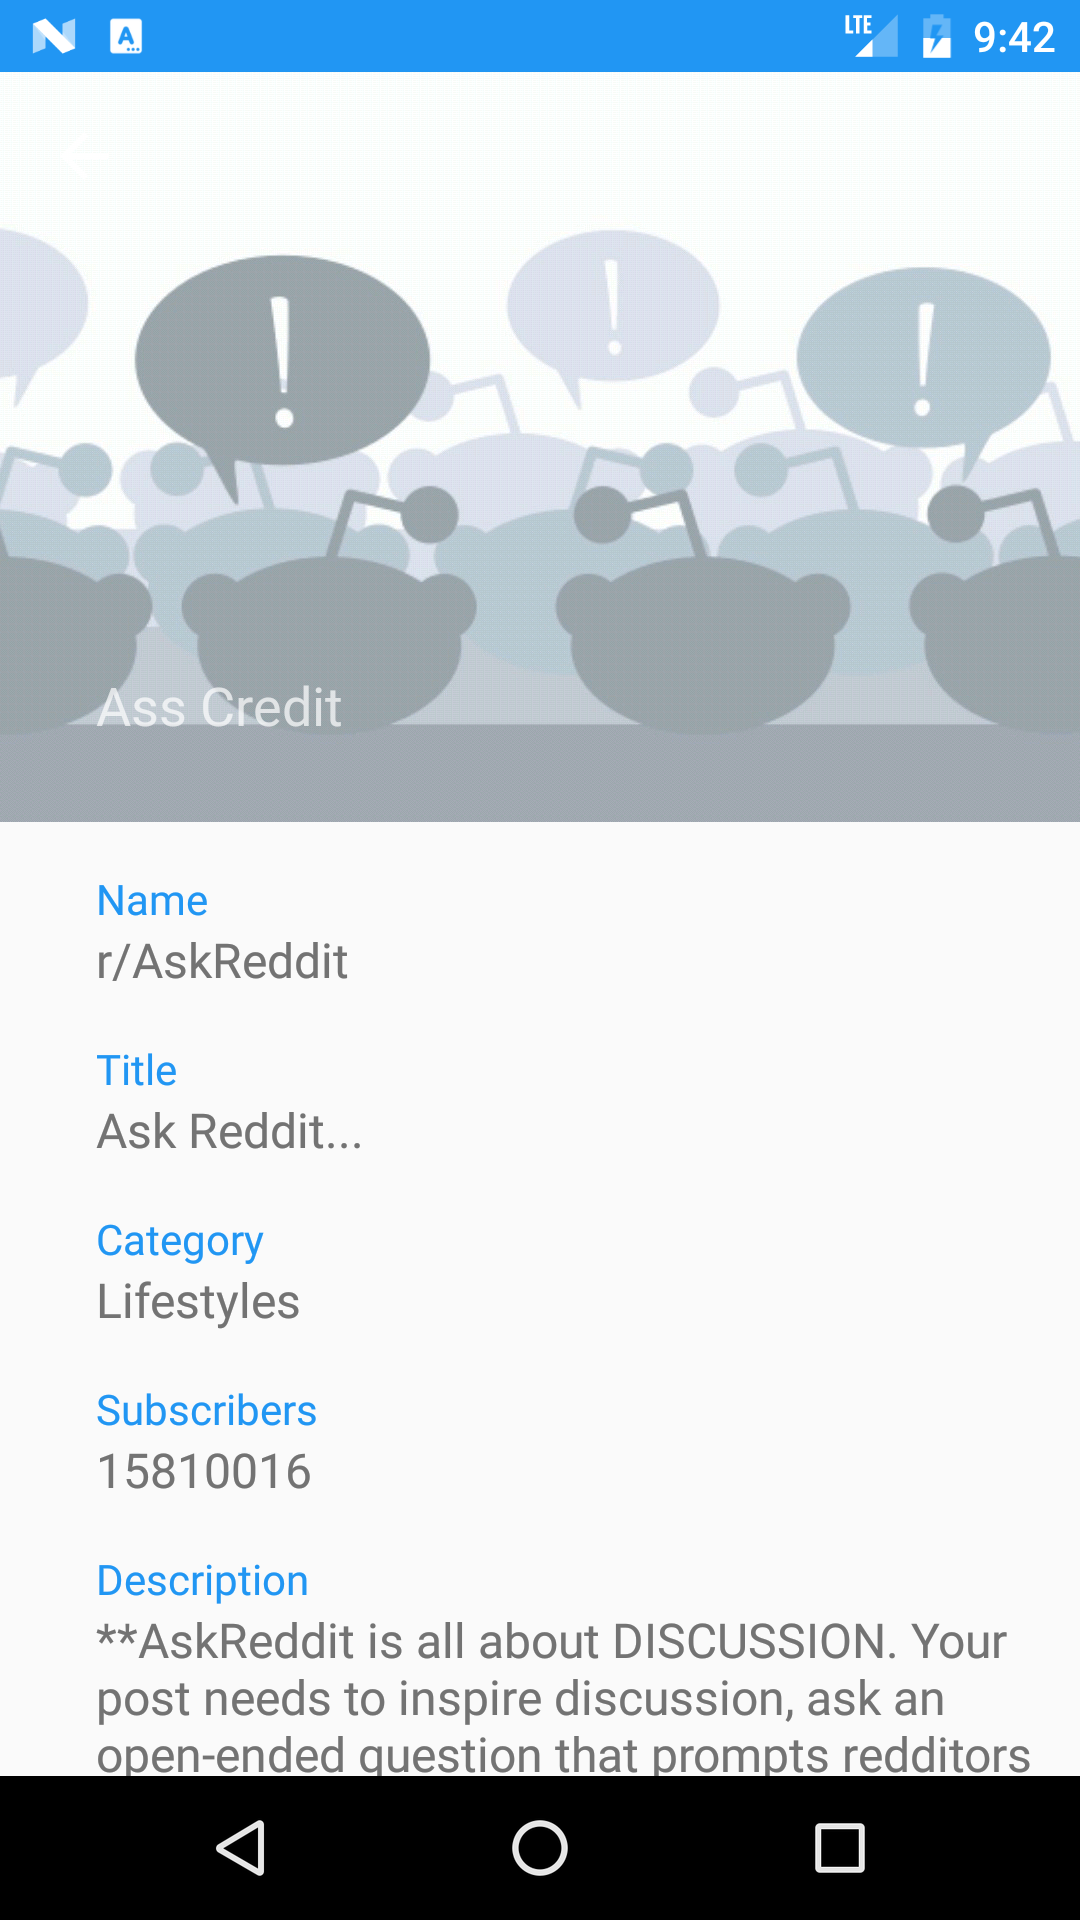 LTE 9:42
!
!
!
Ass Credit
Name
r/AskReddit
Title
Ask Reddit...
Category
Lifestyles
Subscribers
15810016
Description
**AskReddit is all about DISCUSSION. Your
post needs to inspire discussion, ask an
open-ended question that prompts redditors